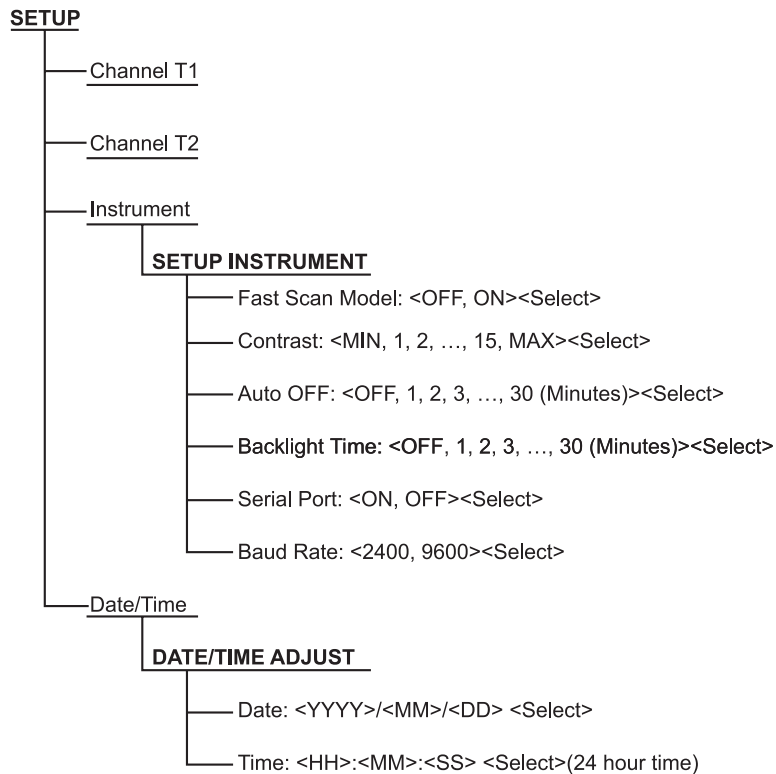 SETUP
Channel T1
Channel T2
Instrument
SETUP INSTRUMENT
Fast Scan Model: <OFF, ON><Select>
Contrast: <MIN, 1, 2, …, 15, MAX><Select>
Auto OFF: <OFF, 1, 2, 3, …, 30 (Minutes)><Select>
Backlight Time: <OFF, 1, 2, 3, …, 30 (Minutes)><Select>
Serial Port: <ON, OFF><Select>
Baud Rate: <2400, 9600><Select>
Date/Time
DATE/TIME ADJUST
Date: <YYYY>/<MM>/<DD> <Select>
Time: <HH>:<MM>:<SS> <Select>(24 hour time)